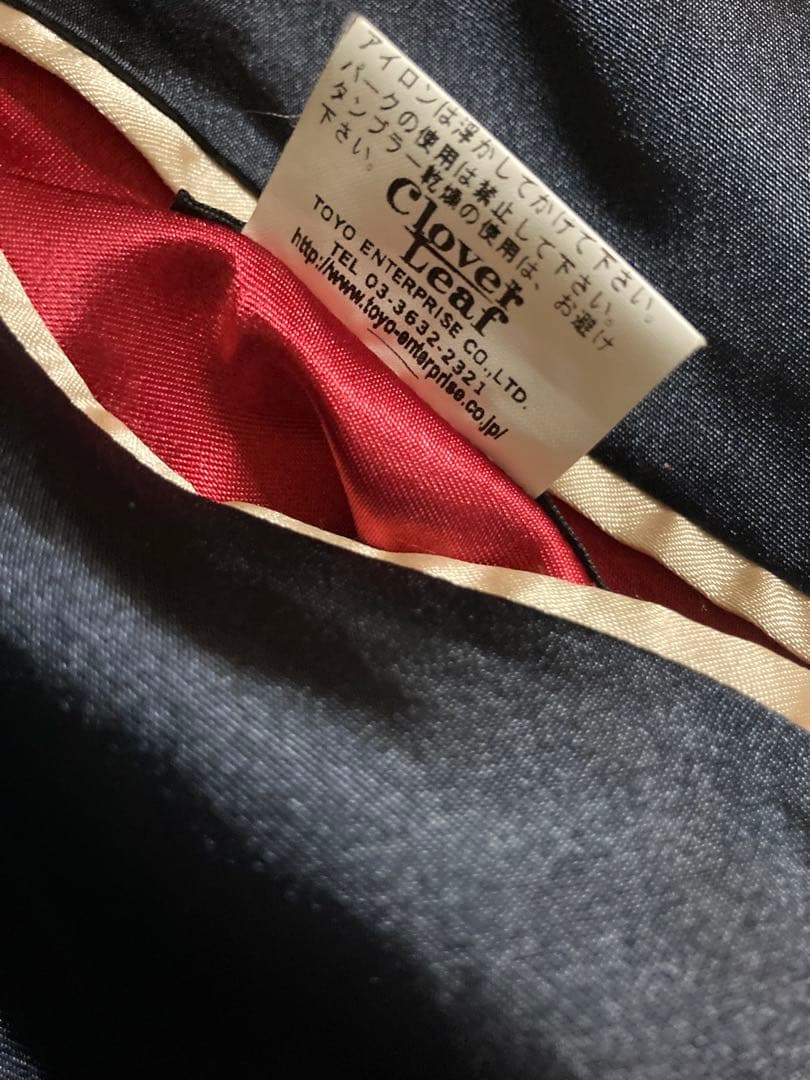 アイロンは浮かしてかけて下さい。
パークの使用は禁止して下さい。
タンブラー乾燥の使用は、お避け
下さい。
Clover
Leaf
TOYO ENTERPRISE CO.,LTD.
TEL 03-3632-2321
http://www.toyo-enterprise.co.jp/